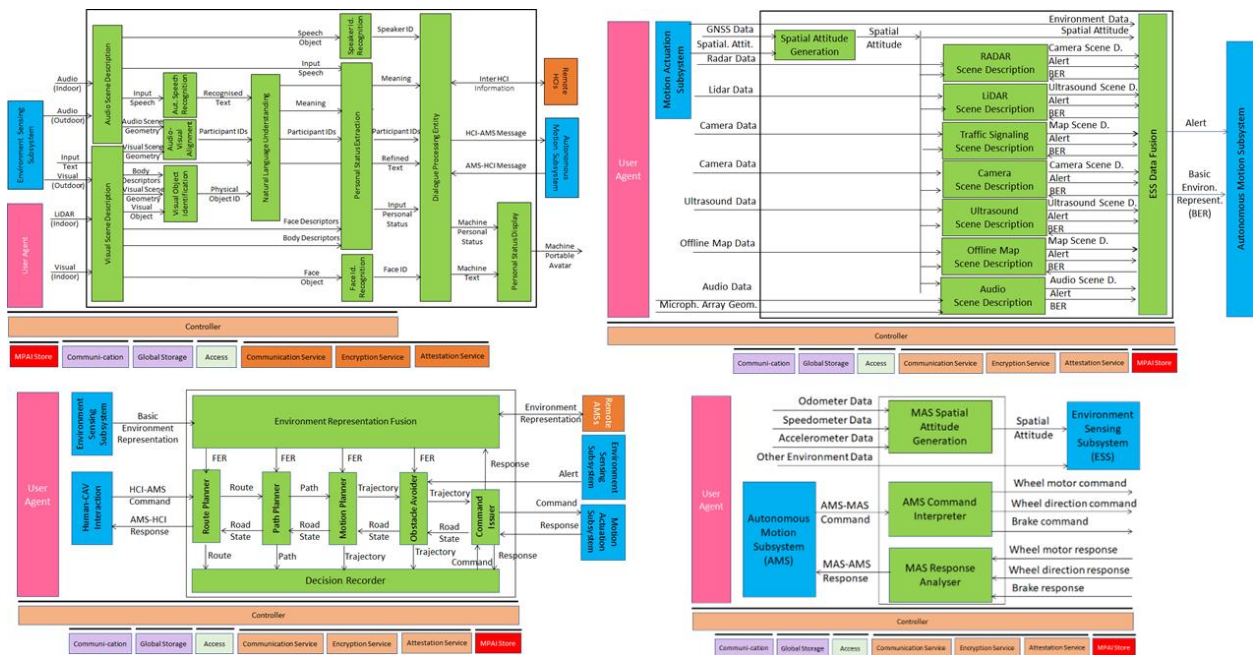 Speech
Object
Speaker Id.
Recognition
Speaker ID
Input
Speech
Meaning
InterHCI
Information
Remote
HCIs
Audio
(Indoor)
Audio Scene Description
Input
Speech
Aut. Speech
Recognition
Recognised
Text
Meaning
HCI-AMS Message
Autonomous
Motion Subsystem
Audio
(Outdoor)
Audio Scene
Geometry
Visual Scene
Geometry
Audio-
Visual
Alignment
Participant IDs
Natural Language Understanding
Participant IDs
Personal Status Extraction
Participant IDs
Refined
Text
Dialogue Processing Entity
AMS-HCI Message
Environment Sensing
Subsystem
Input
Text
Visual
(Outdoor)
Visual Scene Description
Body
Descriptors
Visual Scene
Geometry
Visual
Object
Visual Object
Identification
Physical
Object ID
Input
Personal
Status
Face Descriptors
Body Descriptors
User Agent
LiDAR
(Indoor)
Visual
(Indoor)
Machine
Personal
Status
Personal Status Display
Machine
Portable
Avatar
Face
Object
Face Id.
Recognition
Face ID
Machine
Text
Controller
MPAI Store
Communi-cation
Global Storage
Access
Communication Service
Encryption Service
Attestation Service
User
Agent
Motion Actuation
Subsystem
GNSS Data
Spatial. Attit.
Radar Data
Spatial Attitude
Generation
Spatial
Attitude
Environment Data
Spatial Attitude
RADAR
Scene Description
Camera Scene D.
Alert
BER
Lidar Data
LiDAR
Scene Description
Ultrasound Scene D.
Alert
BER
Camera Data
Traffic Signaling
Scene Description
Map Scene D.
Alert
BER
Camera Data
Camera
Scene Description
Camera Scene D.
Alert
BER
Ultrasound Data
Ultrasound
Scene Description
Ultrasound Scene D.
Alert
BER
Offline Map Data
Offline Map
Scene Description
Map Scene D.
Alert
BER
Audio Data
Microph. Array Geom.
Audio
Scene Description
Audio Scene D.
Alert
BER
ESS Data Fusion
Alert
Basic
Environ.
Represent.
(BER)
Autonomous Motion Subsystem
Controller
Communi-cation
Global Storage
Access
Communication Service
Encryption Service
Attestation Service
MPAI Store
User
Agent
Environment
Sensing
Subsystem
Basic
Environment
Representation
Environment Representation Fusion
Environment
Representation
Remote
AMSs
FER
FER
FER
FER
Response
Alert
Environment
Sensing
Subsystem
Human-CAV
Interaction
HCI-AMS
Command
AMS-HCI
Response
Route Planner
Route
Road
State
Path Planner
Path
Road
State
Motion Planner
Trajectory
Road
State
Obstacle Avoider
Trajectory
Road
State
Command
Issuer
Command
Response
Motion
Actuation
Subsystem
Route
Path
Trajectory
Trajectory
Command
Response
Decision Recorder
Controller
Communi-cation
Global Storage
Access
Communication Service
Encryption Service
Attestation Service
MPAI Store
User
Agent
Odometer Data
Speedometer Data
Accelerometer Data
Other Environment Data
MAS Spatial
Attitude
Generation
Spatial
Attitude
Environment
Sensing
Subsystem
(ESS)
Autonomous
Motion
Subsystem
(AMS)
AMS-MAS
Command
AMS Command
Interpreter
Wheel motor command
Wheel direction command
Brake command
MAS-AMS
Response
MAS Response
Analyser
Wheel motor response
Wheel direction response
Brake response
Controller
Communi-cation
Global Storage
Access
Communication Service
Encryption Service
Attestation Service
MPAI Store